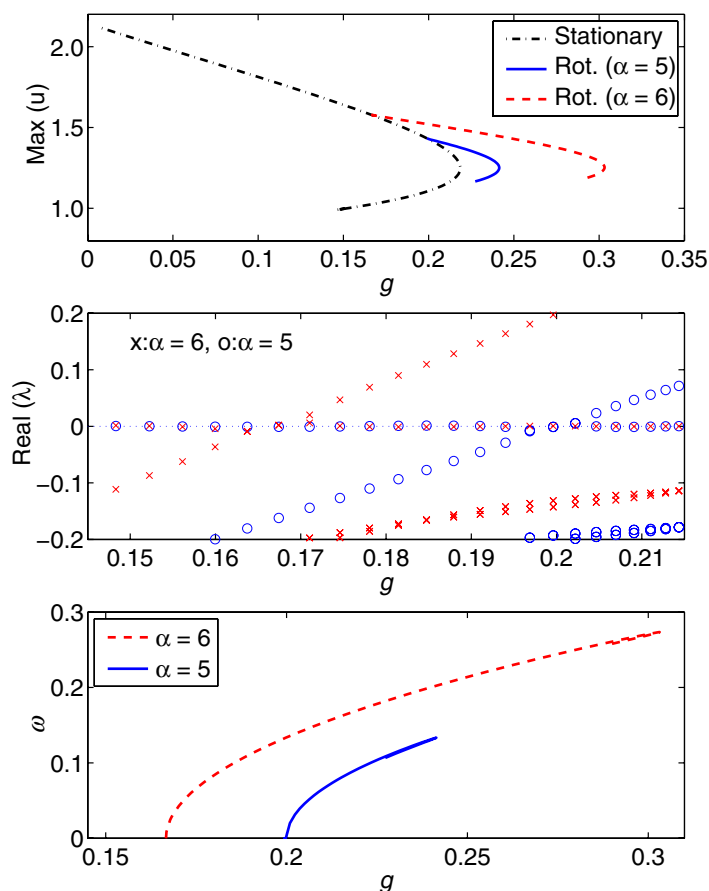 Max (u)
2.0
1.5
1.0
Stationary
Rot. (α = 5)
Rot. (α = 6)
0 0.05 0.1 0.15 0.2 0.25 0.3 0.35
g
Real (λ)
0.2
0.1
0
−0.1
−0.2
x:α = 6, o:α = 5
0.15 0.16 0.17 0.18 0.19 0.2 0.21
g
ω
0.3
0.2
0.1
0
α = 6
α = 5
0.15 0.2 0.25 0.3
g